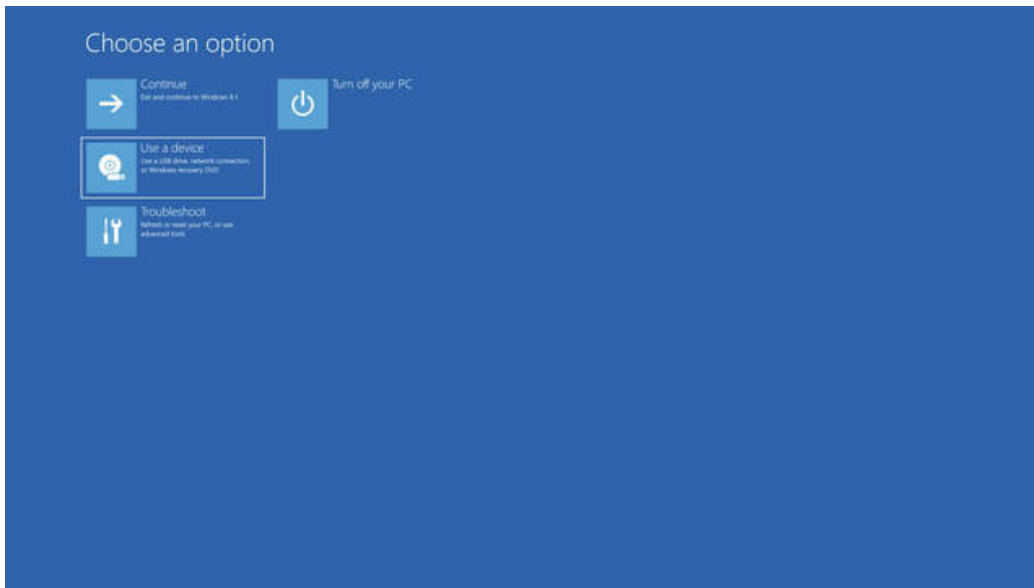 Choose an option
Continue
Exit and continue to Windows 8.1
Use a device
Use a USB drive, network connection,
or Windows recovery DVD
Troubleshoot
Refresh or reset your PC, or use
advanced tools
Turn off your PC